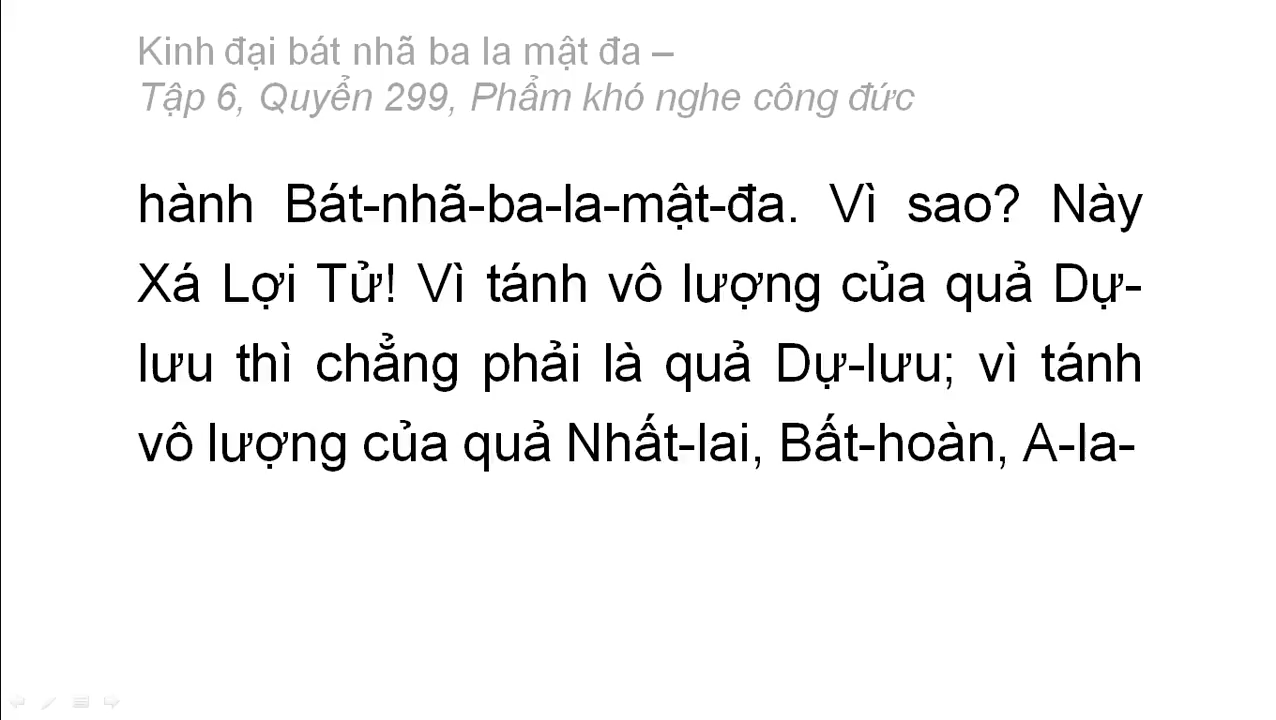 Kinh đại bát nhã ba la mật đa –
Tập 6, Quyển 299, Phẩm khó nghe công đức
hành Bát-nhã-ba-la-mật-đa. Vì sao? Này
Xá Lợi Tử! Vì tánh vô lượng của quả Dự-
lưu thì chẳng phải là quả Dự-lưu; vì tánh
vô lượng của quả Nhất-lai, Bất-hoàn, A-la-